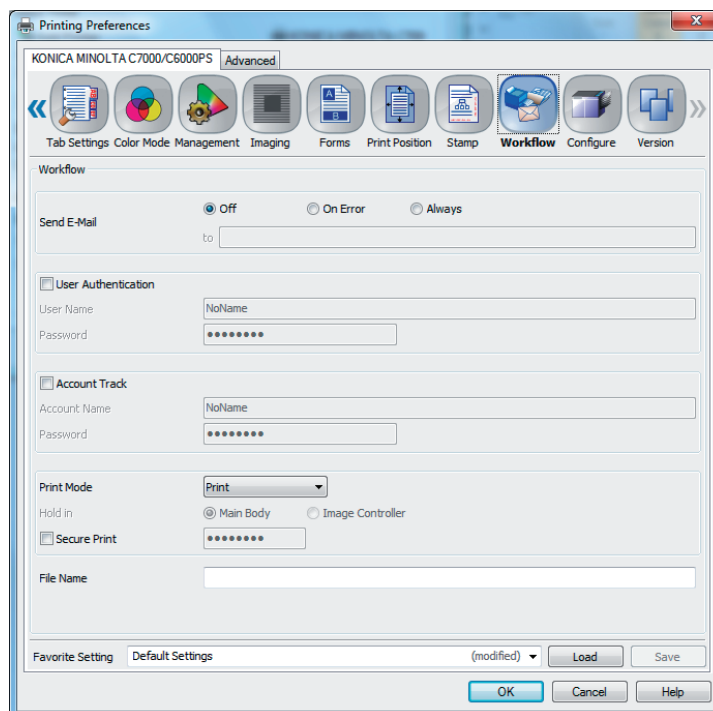 Printing Preferences
KONICA MINOLTA C7000/C6000PS Advanced
Tab Settings Color Mode Management Imaging Forms Print Position Stamp Workflow Configure Version
Workflow
Send E-Mail Off On Error Always
to
User Authentication
User Name NoName
Password ●●●●●●●●
Account Track
Account Name NoName
Password ●●●●●●●●
Print Mode Print
Hold in Main Body Image Controller
Secure Print ●●●●●●●●
File Name
Favorite Setting Default Settings (modified) Load Save
OK Cancel Help